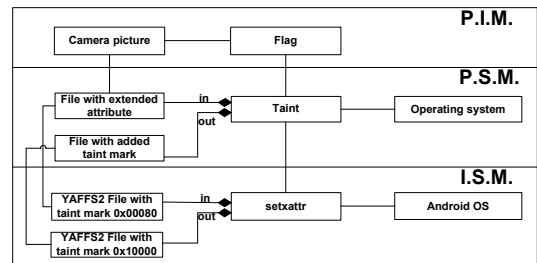 P.I.M.
Camera picture
Flag
P.S.M.
File with extended
attribute
in
out
Taint
Operating system
File with added
taint mark
I.S.M.
YAFFS2 File with
taint mark 0x00080
in
out
setxattr
Android OS
YAFFS2 File with
taint mark 0x10000